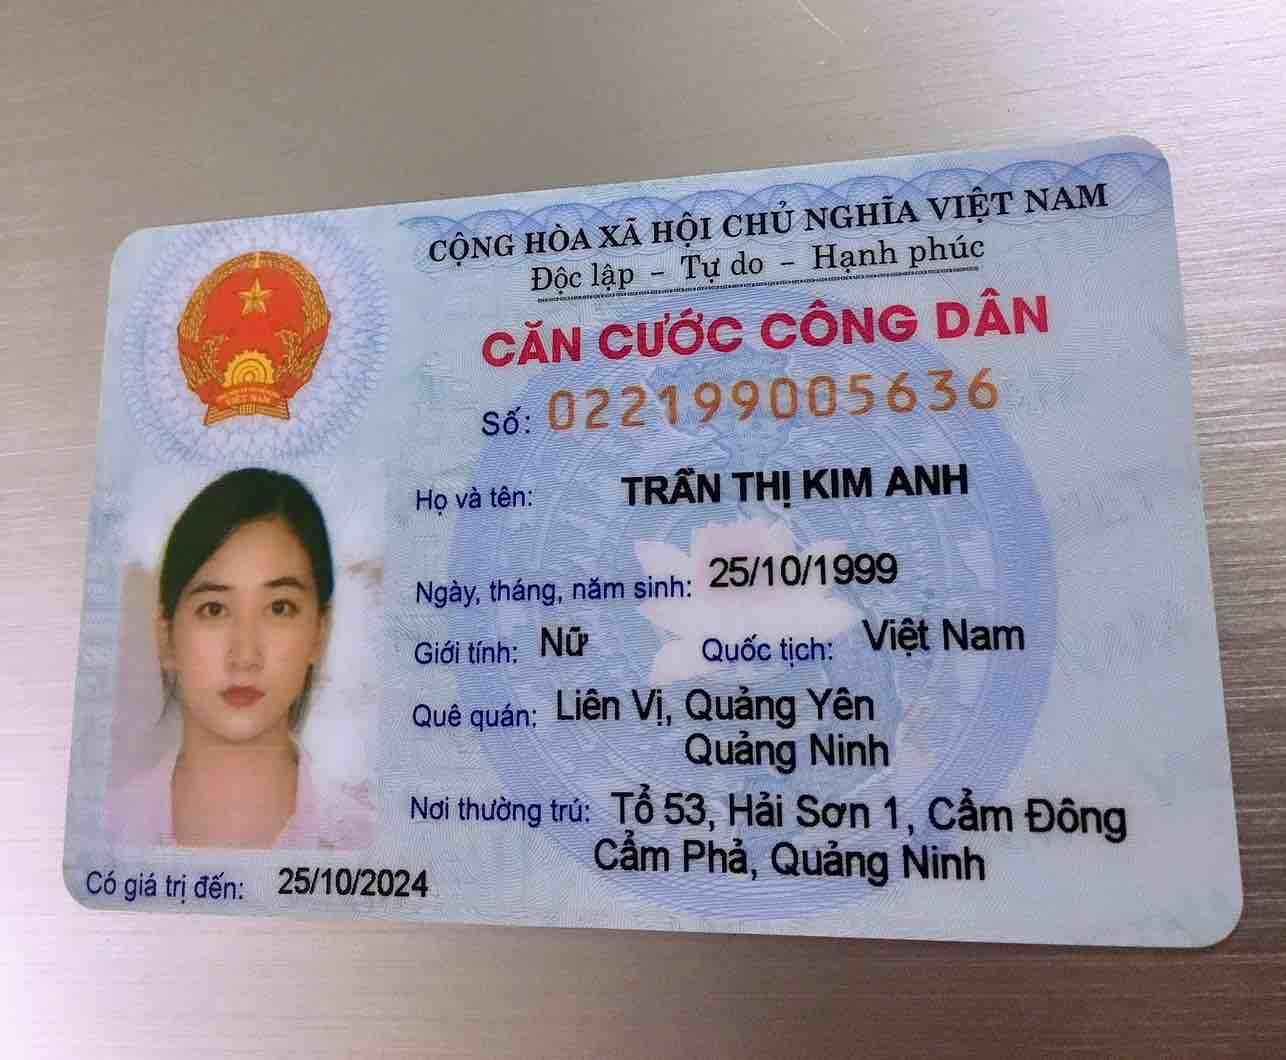 CỘNG HÒA XÃ HỘI CHỦ NGHĨA VIỆT NAM
Độc lập – Tự do – Hạnh phúc
CĂN CƯỚC CÔNG DÂN
Số: 022199005636
Họ và tên: TRẦN THỊ KIM ANH
Ngày, tháng, năm sinh: 25/10/1999
Giới tính: Nữ Quốc tịch: Việt Nam
Quê quán: Liên Vị, Quảng Yên
Quảng Ninh
Nơi thường trú: Tổ 53, Hải Sơn 1, Cẩm Đông
Cẩm Phả, Quảng Ninh
Có giá trị đến: 25/10/2024